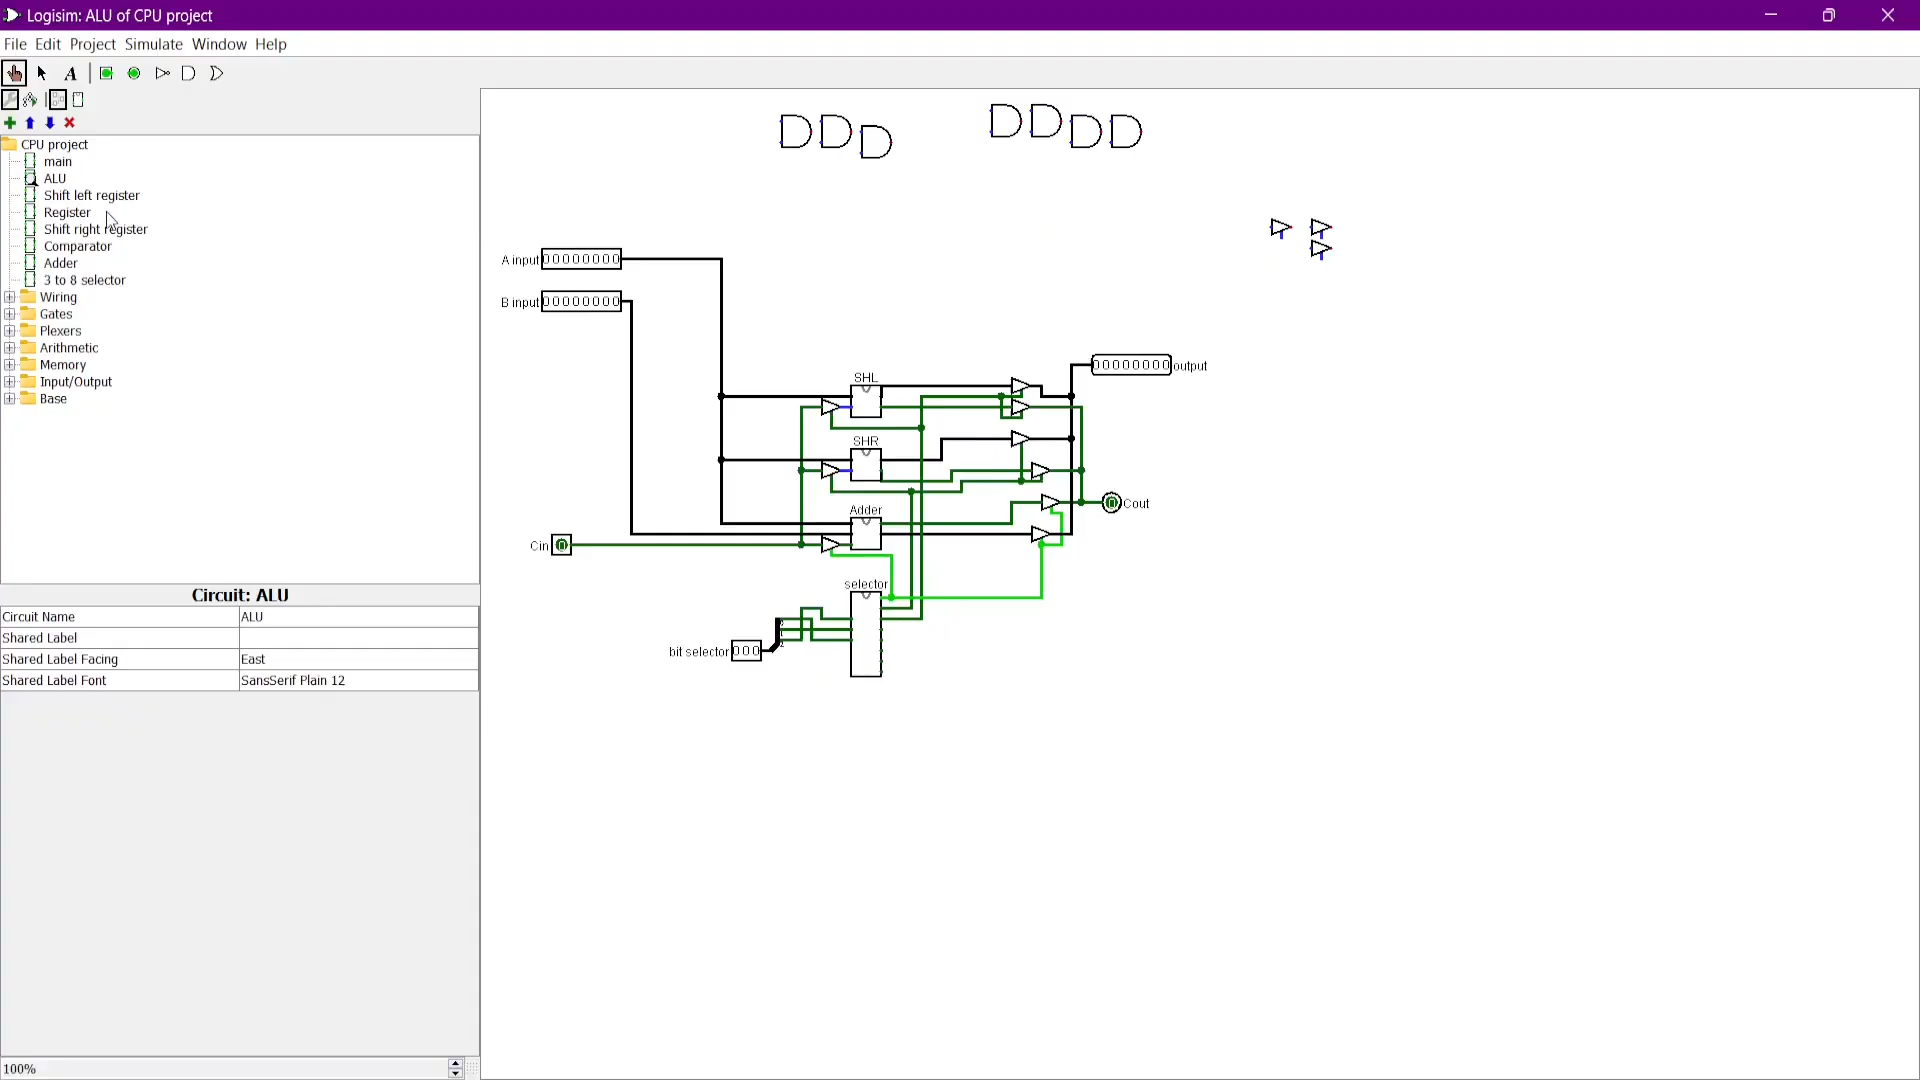 Logisim: ALU of CPU project
File Edit Project Simulate Window Help
A
CPU project
main
ALU
Shift left register
Register
Shift right register
Comparator
Adder
3 to 8 selector
Wiring
Gates
Plexers
Arithmetic
Memory
Input/Output
Base
Circuit: ALU
Circuit Name ALU
Shared Label
Shared Label Facing East
Shared Label Font SansSerif Plain 12
100%
A input 00000000
B input 00000000
00000000 output
SHL
SHR
Adder
0 Cout
Cin 0
selector
bit selector 000